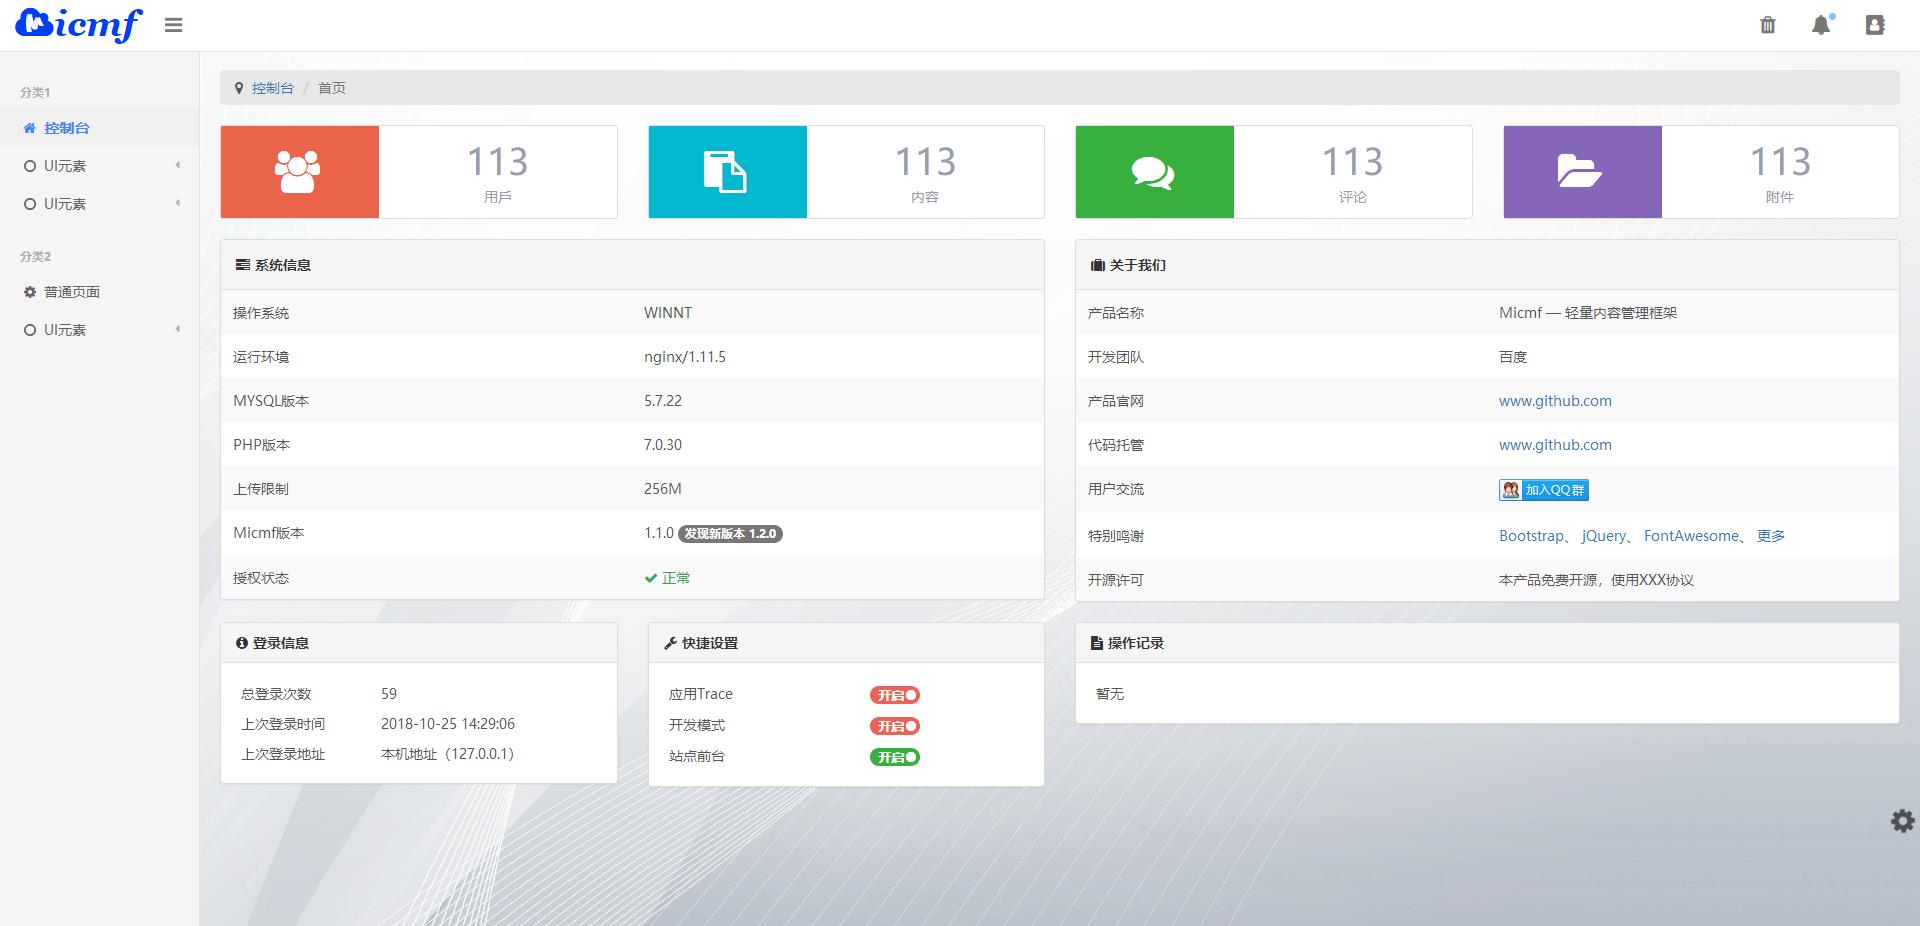 Micmf
控制台 / 首页
分类1
控制台
UI元素
UI元素
分类2
普通页面
UI元素
113
用戶
113
内容
113
评论
113
附件
系统信息
操作系统 WINNT
运行环境 nginx/1.11.5
MYSQL版本 5.7.22
PHP版本 7.0.30
上传限制 256M
Micmf版本 1.1.0 发现新版本 1.2.0
授权状态 正常
关于我们
产品名称 Micmf — 轻量内容管理框架
开发团队 百度
产品官网 www.github.com
代码托管 www.github.com
用户交流 加入QQ群
特别鸣谢 Bootstrap、 jQuery、 FontAwesome、 更多
开源许可 本产品免费开源，使用XXX协议
登录信息
总登录次数 59
上次登录时间 2018-10-25 14:29:06
上次登录地址 本机地址（127.0.0.1）
快捷设置
应用Trace 开启
开发模式 开启
站点前台 开启
操作记录
暂无